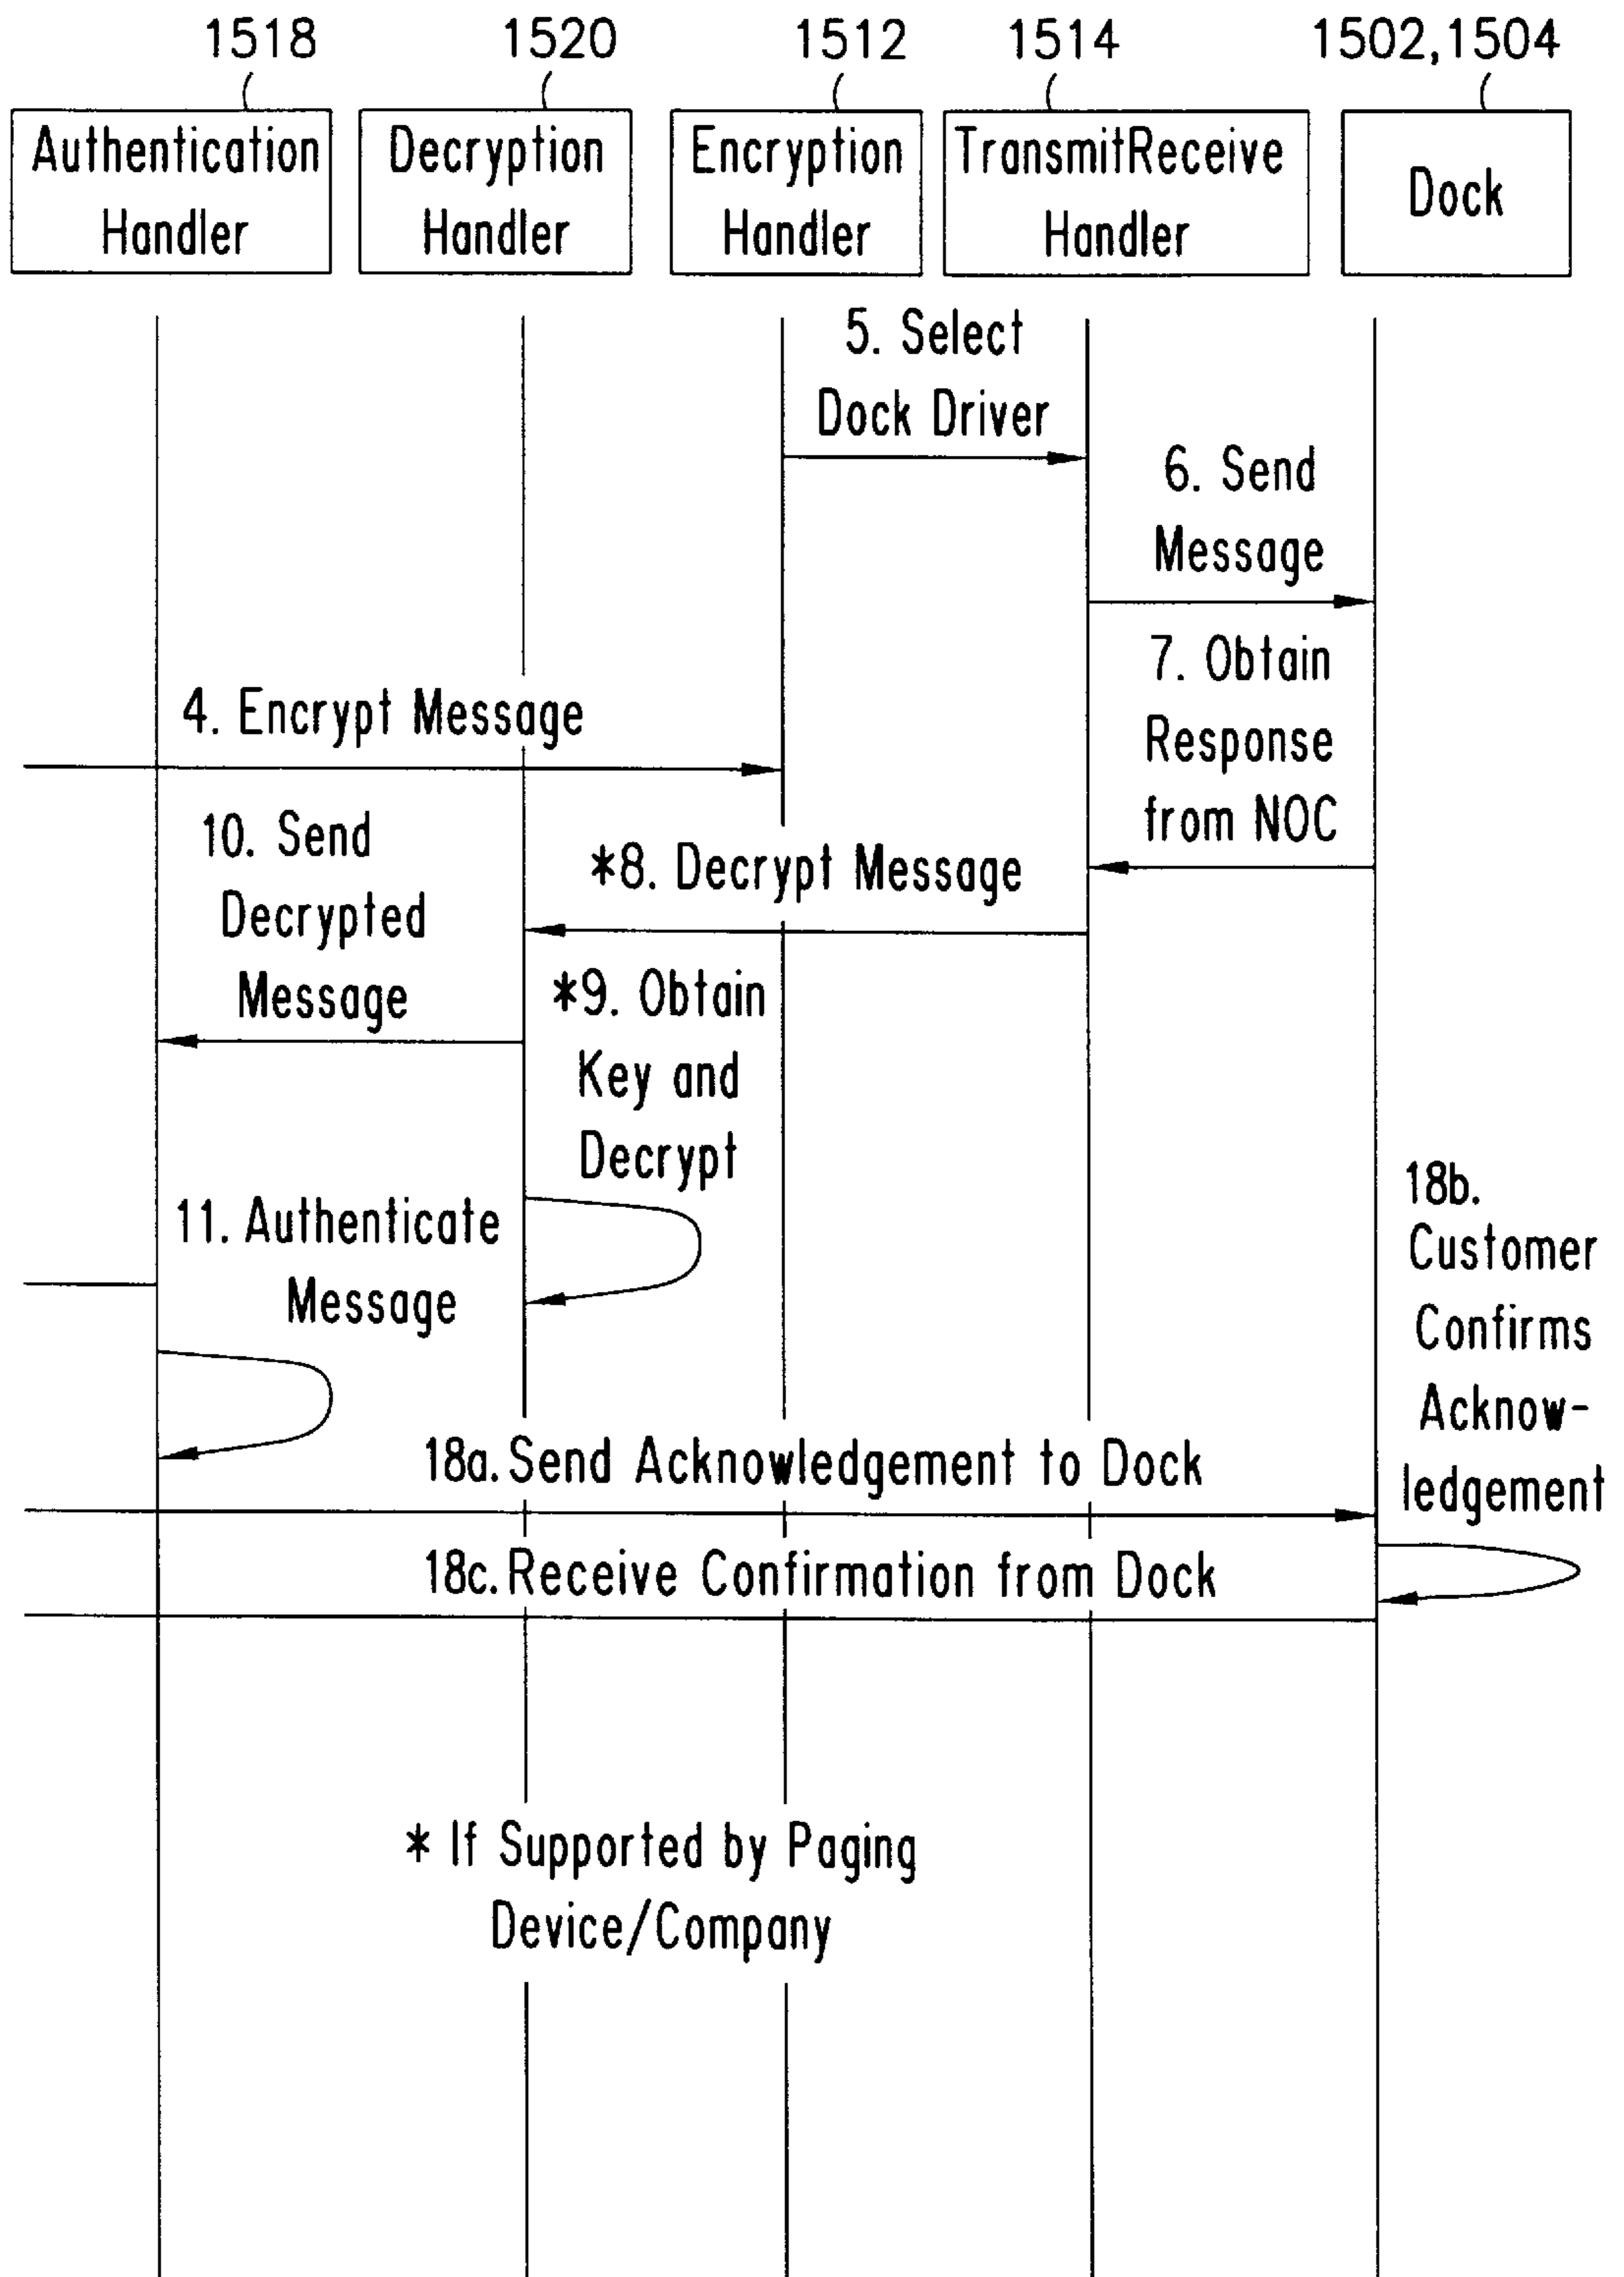 1518
1520
1512
1514
1502,1504
Authentication
Handler
Decryption
Handler
Encryption
Handler
TransmitReceive
Handler
Dock
5. Select
Dock Driver
6. Send
Message
7. Obtain
Response
from NOC
4. Encrypt Message
*8. Decrypt Message
10. Send
Decrypted
Message
*9. Obtain
Key and
Decrypt
11. Authenticate
Message
18b.
Customer
Confirms
Acknow-
ledgement
18a. Send Acknowledgement to Dock
18c. Receive Confirmation from Dock
* If Supported by Paging
Device/Company